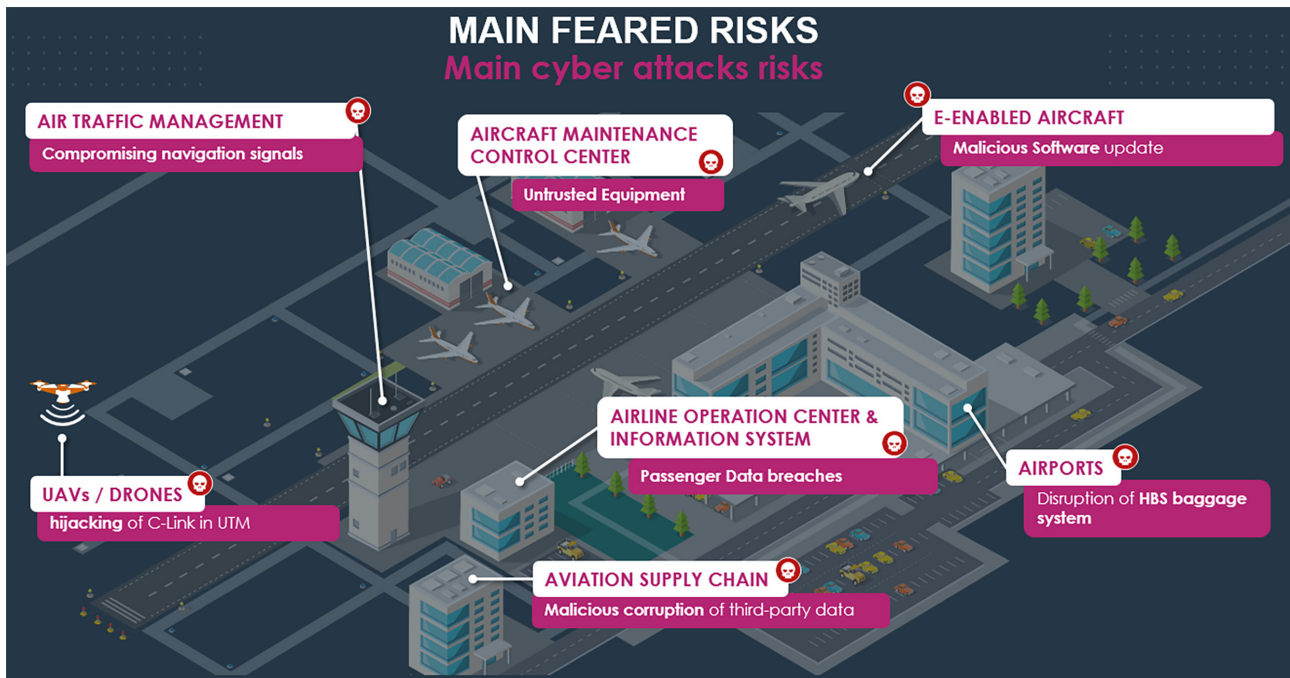 MAIN FEARED RISKS
Main cyber attacks risks
AIR TRAFFIC MANAGEMENT
Compromising navigation signals
AIRCRAFT MAINTENANCE
CONTROL CENTER
Untrusted Equipment
E-ENABLED AIRCRAFT
Malicious Software update
UAVs / DRONES
hijacking of C-Link in UTM
AIRLINE OPERATION CENTER &
INFORMATION SYSTEM
Passenger Data breaches
AIRPORTS
Disruption of HBS baggage
system
AVIATION SUPPLY CHAIN
Malicious corruption of third-party data